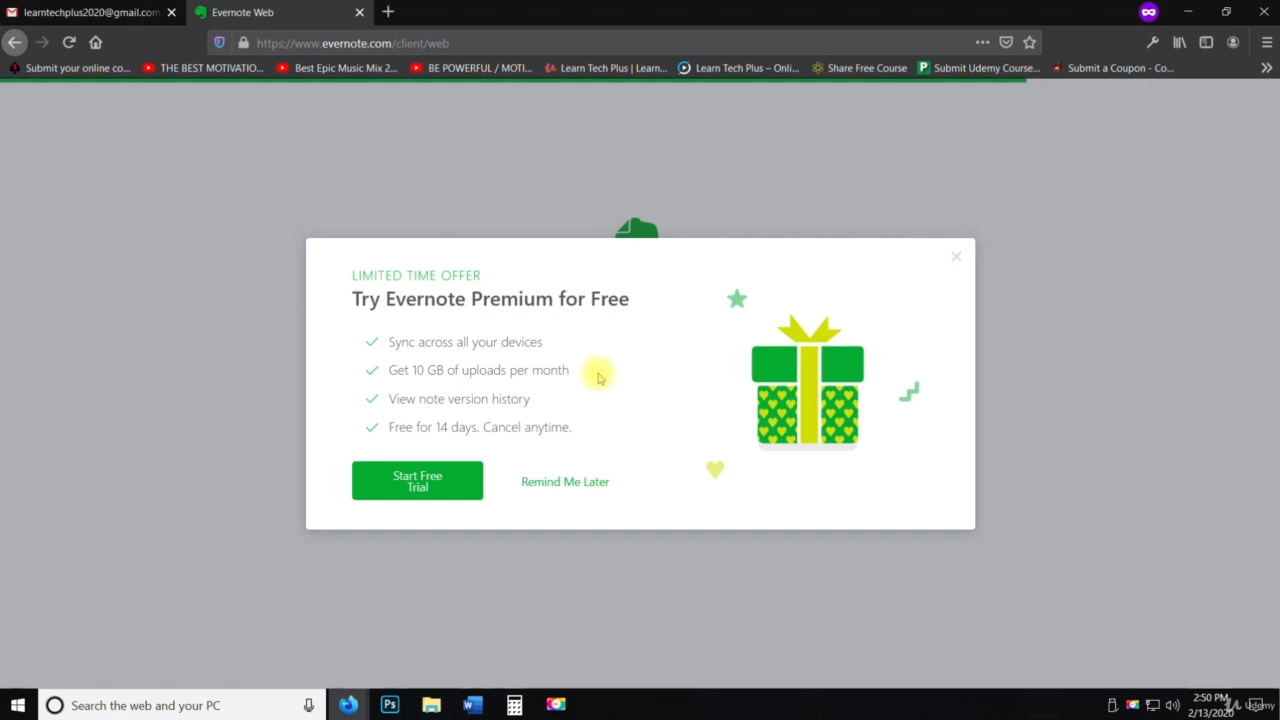 learntechplus2020@gmail.com
Evernote Web
https://www.evernote.com/client/web
Submit your online co...
THE BEST MOTIVATIO...
Best Epic Music Mix 2...
BE POWERFUL / MOTI...
Learn Tech Plus | Learn...
Learn Tech Plus – Onli...
Share Free Course
Submit Udemy Course...
Submit a Coupon - Co...
LIMITED TIME OFFER
Try Evernote Premium for Free
Sync across all your devices
Get 10 GB of uploads per month
View note version history
Free for 14 days. Cancel anytime.
Start Free
Trial
Remind Me Later
Search the web and your PC
Ps
2:50 PM
2/13/2020
Udemy